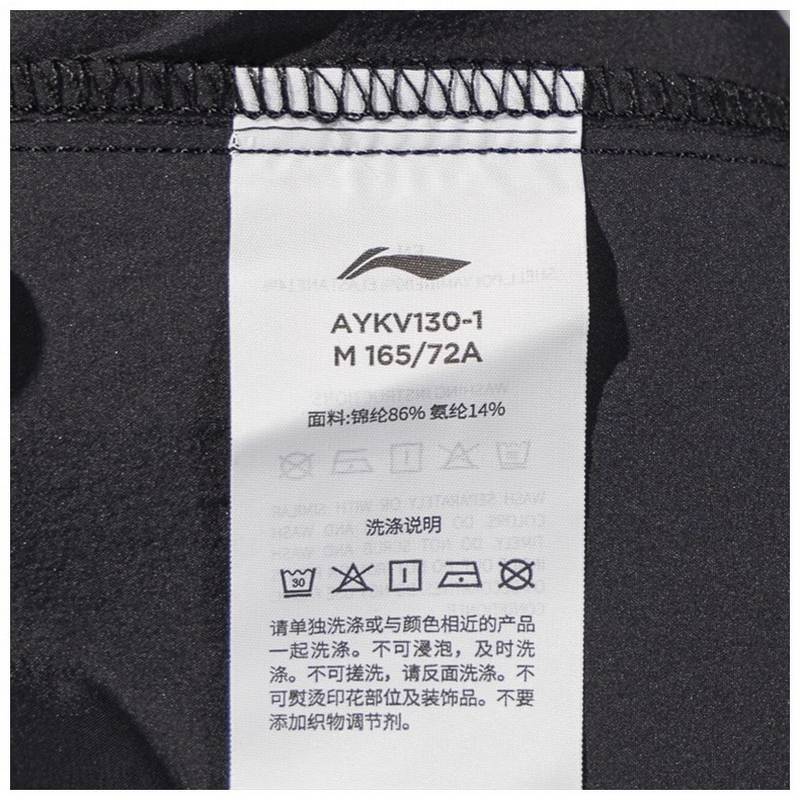 AYKV130-1
M 165/72A
面料:锦纶86% 氨纶14%
洗涤说明
30
请单独洗涤或与颜色相近的产品
一起洗涤。不可浸泡，及时洗
涤。不可搓洗，请反面洗涤。不
可熨烫印花部位及装饰品。不要
添加织物调节剂。